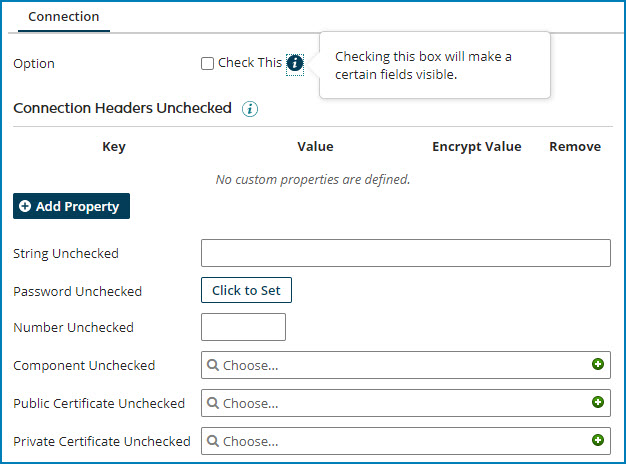 Connection
Option
Check This
Checking this box will make a
certain fields visible.
Connection Headers Unchecked
Key Value Encrypt Value Remove
No custom properties are defined.
Add Property
String Unchecked
Password Unchecked Click to Set
Number Unchecked
Component Unchecked Choose...
Public Certificate Unchecked Choose...
Private Certificate Unchecked Choose...